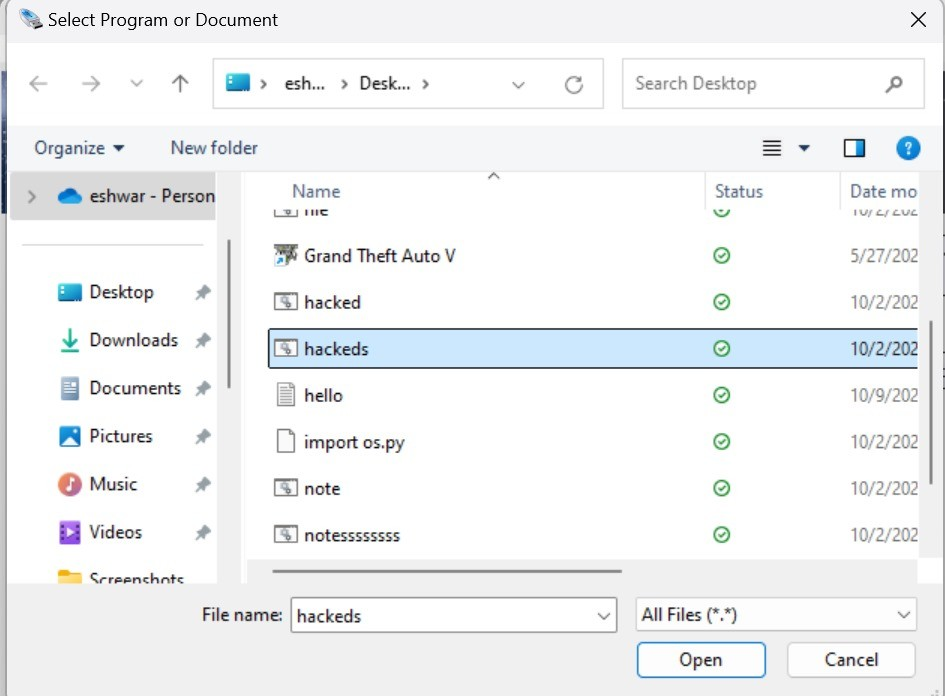 Select Program or Document
esh... Desk...
Search Desktop
Organize New folder
?
eshwar - Person
Name Status Date mo
file 10/2/202
Desktop
Grand Theft Auto V 5/27/202
Downloads
hacked 10/2/202
Documents
hackeds 10/2/202
Pictures
hello 10/9/202
Music
import os.py 10/2/202
Videos
note 10/2/202
Screenshots
notessssssss 10/2/202
File name: hackeds All Files (*.*)
Open Cancel